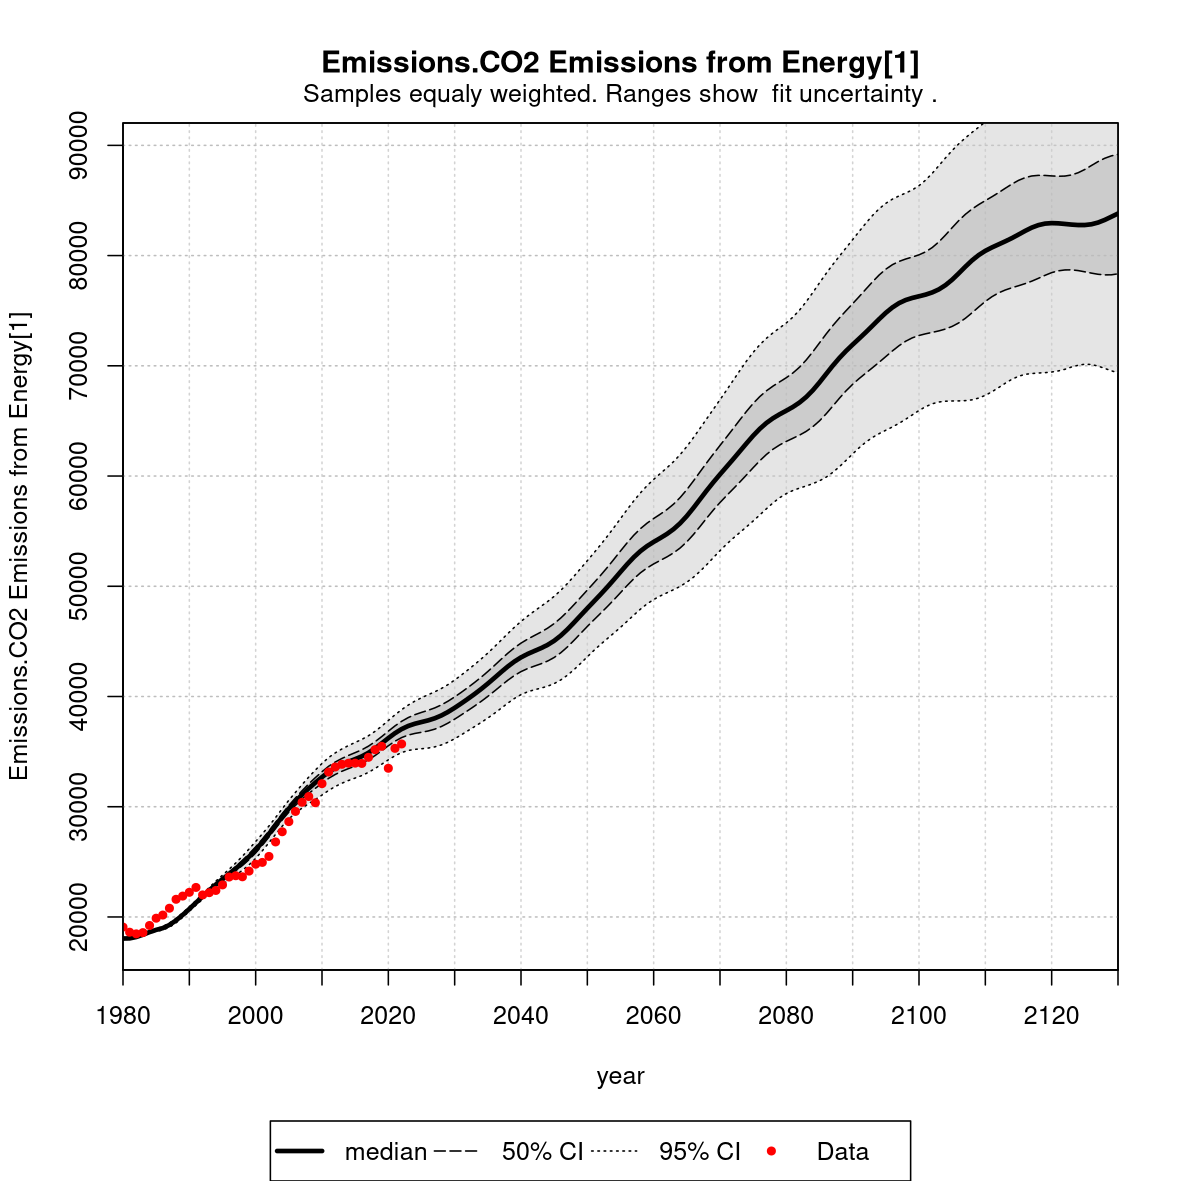 Emissions.CO2 Emissions from Energy[1]
Samples equaly weighted. Ranges show  fit uncertainty .
Emissions.CO2 Emissions from Energy[1]
90000
80000
70000
60000
50000
40000
30000
20000
1980 2000 2020 2040 2060 2080 2100 2120
year
median 50% CI 95% CI Data